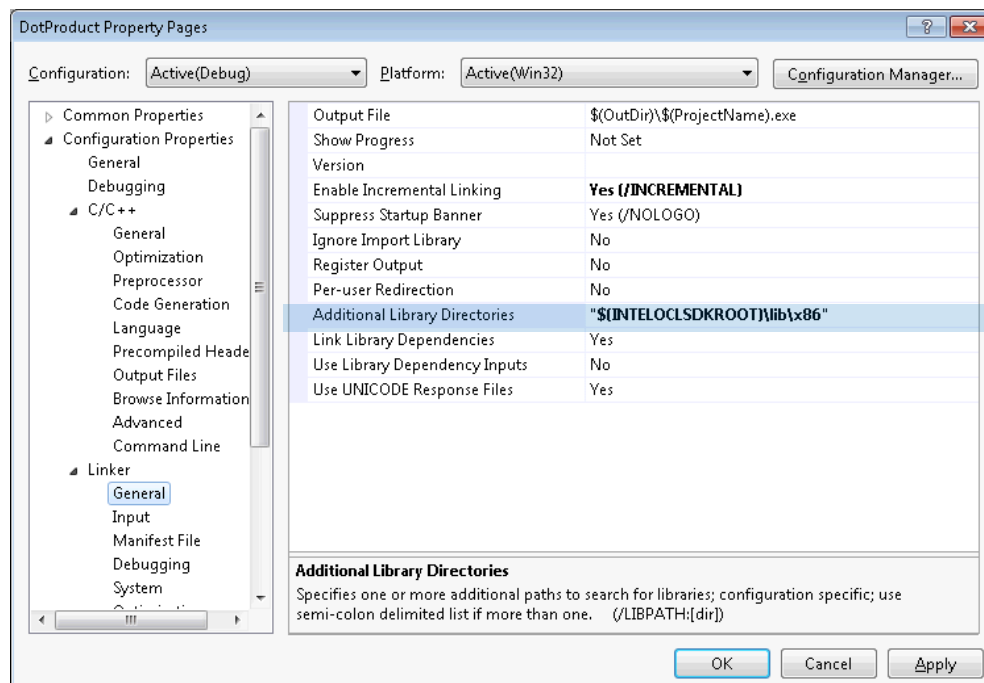 DotProduct Property Pages
Configuration: Active(Debug) Platform: Active(Win32) Configuration Manager...
Common Properties
Configuration Properties
General
Debugging
C/C++
General
Optimization
Preprocessor
Code Generation
Language
Precompiled Heade
Output Files
Browse Information
Advanced
Command Line
Linker
General
Input
Manifest File
Debugging
System
Output File $(OutDir)\$(ProjectName).exe
Show Progress Not Set
Version
Enable Incremental Linking Yes (/INCREMENTAL)
Suppress Startup Banner Yes (/NOLOGO)
Ignore Import Library No
Register Output No
Per-user Redirection No
Additional Library Directories "$(INTELOCLSDKROOT)\lib\x86"
Link Library Dependencies Yes
Use Library Dependency Inputs No
Use UNICODE Response Files Yes
Additional Library Directories
Specifies one or more additional paths to search for libraries; configuration specific; use
semi-colon delimited list if more than one. (/LIBPATH:[dir])
OK Cancel Apply